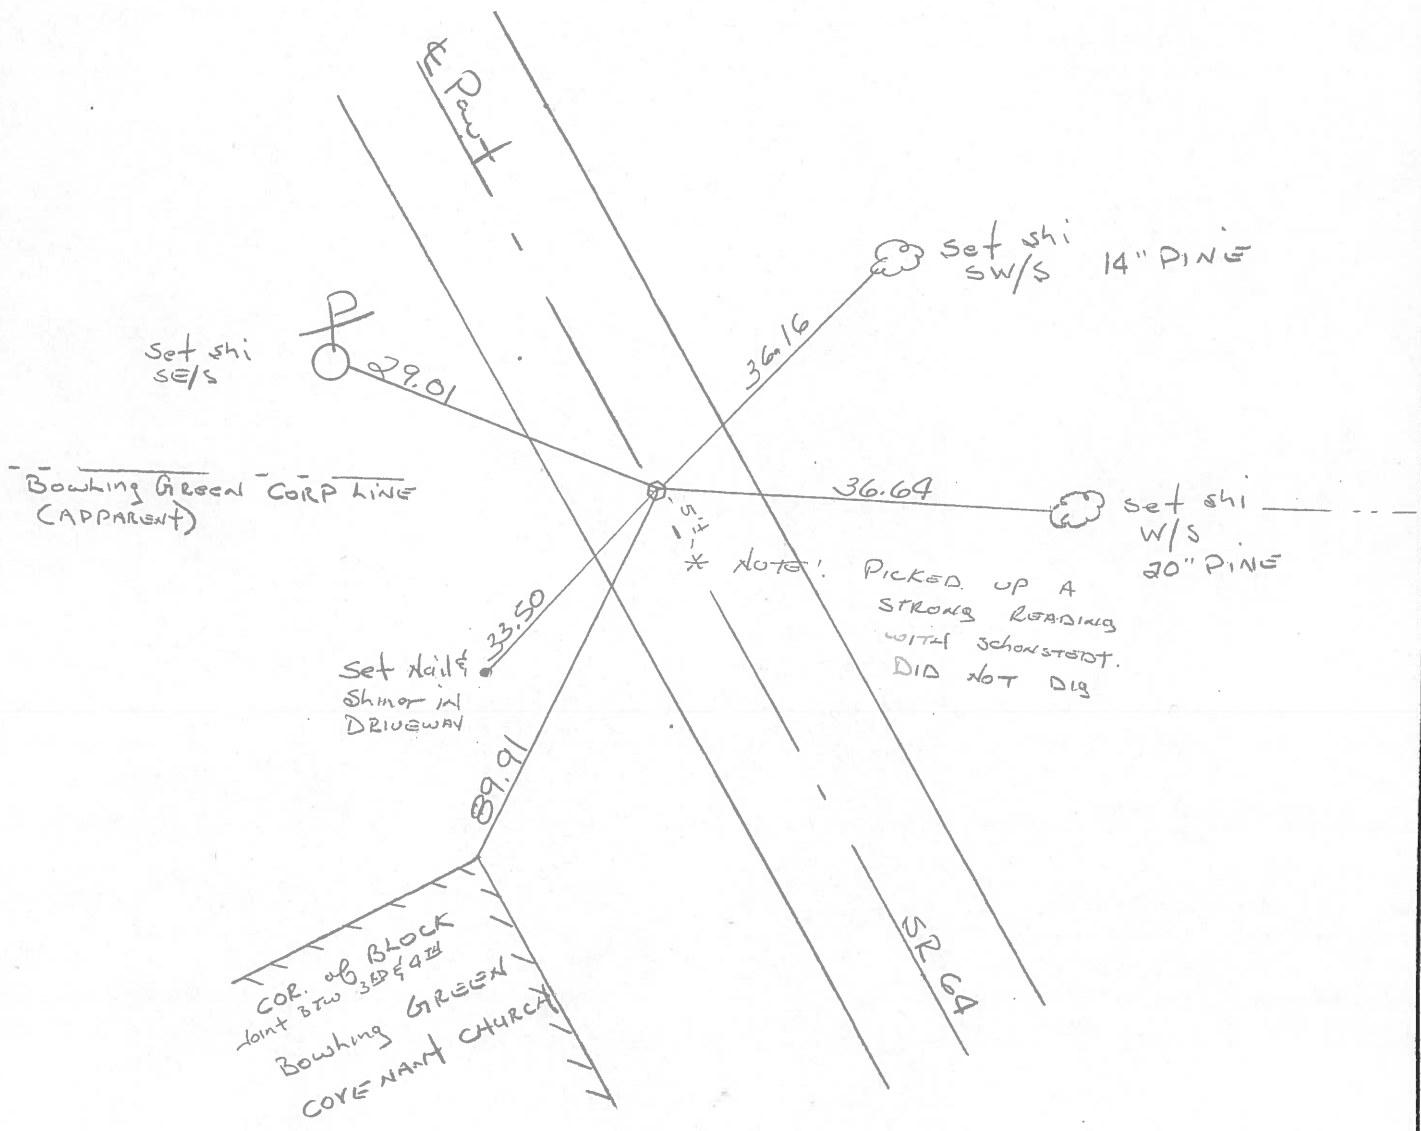 ℄ Pavt
set shi
SW/S
14" PINE
36.16
set shi
SE/S
29.01
Bowling GREEN CORP LINE
(APPARENT)
36.64
set shi
W/S
20" PINE
* NOTE: PICKED UP A
STRONG READING
WITH SCHONSTEDT.
DID NOT DIG
33.50
Set Nail &
Shiner in
DRIVEWAY
89.91
COR. of BLOCK
Joint BTW 3RD & 4TH
Bowling GREEN
COVENANT CHURCH
SR 64